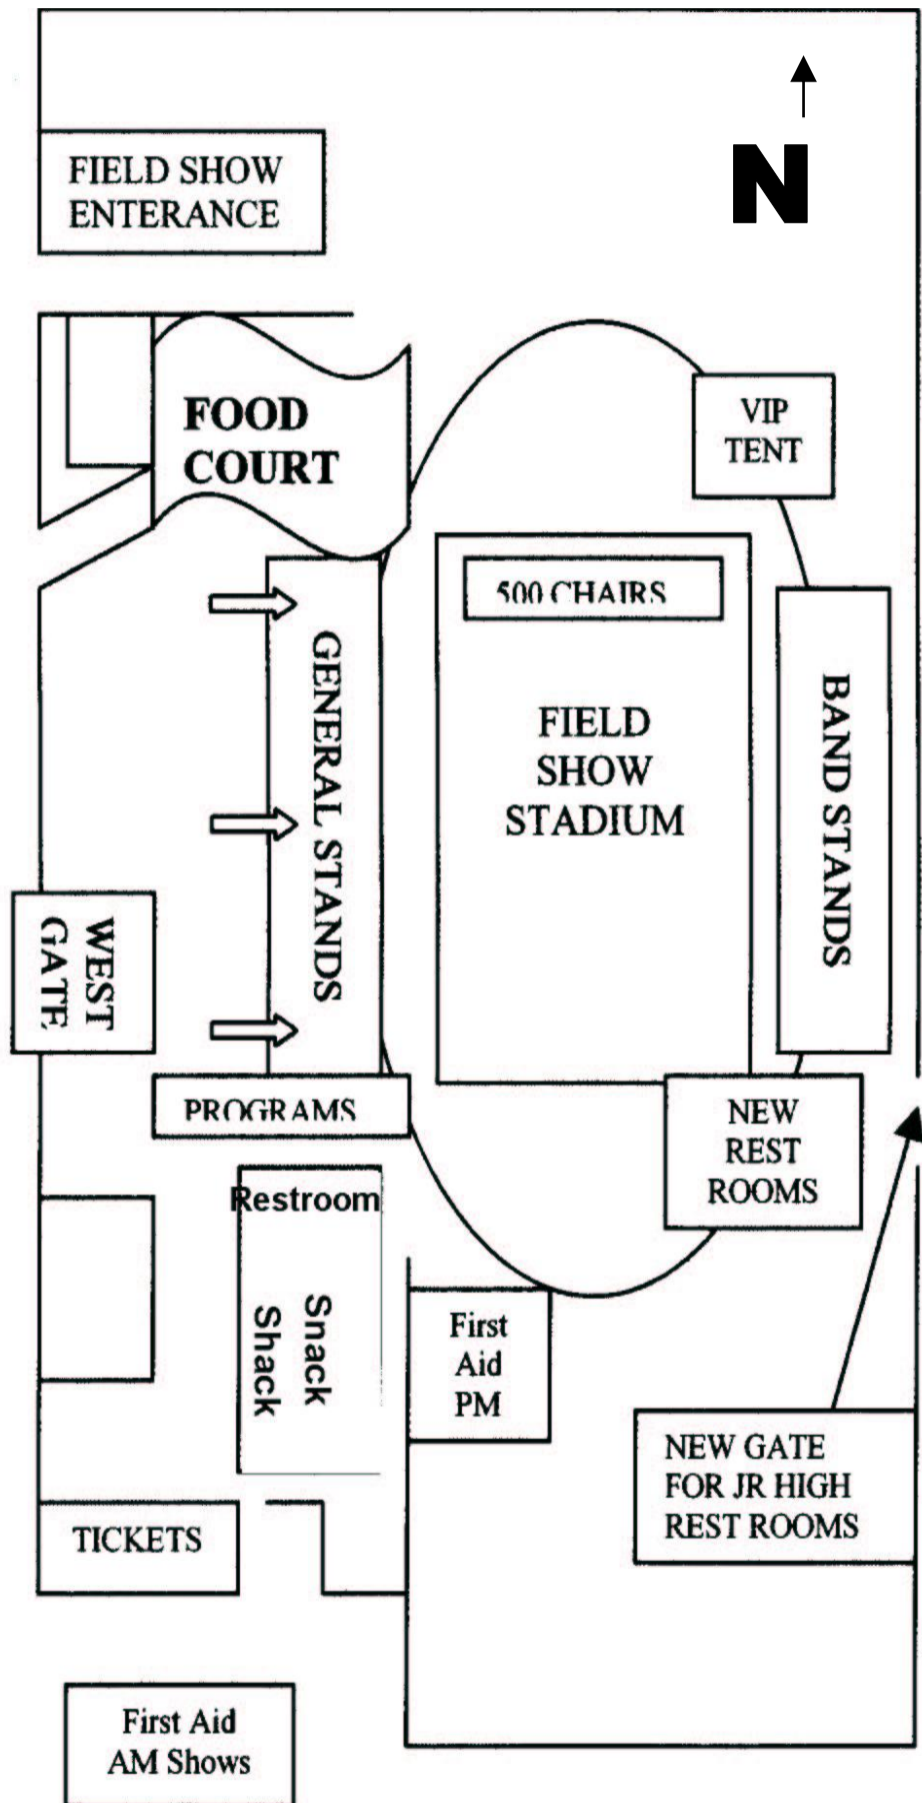 N
FIELD SHOW
ENTERANCE
FOOD
COURT
VIP
TENT
500 CHAIRS
GENERAL STANDS
FIELD
SHOW
STADIUM
BAND STANDS
WEST
GATE
PROGRAMS
NEW
REST
ROOMS
Restroom
Snack
Shack
First
Aid
PM
NEW GATE
FOR JR HIGH
REST ROOMS
TICKETS
First Aid
AM Shows